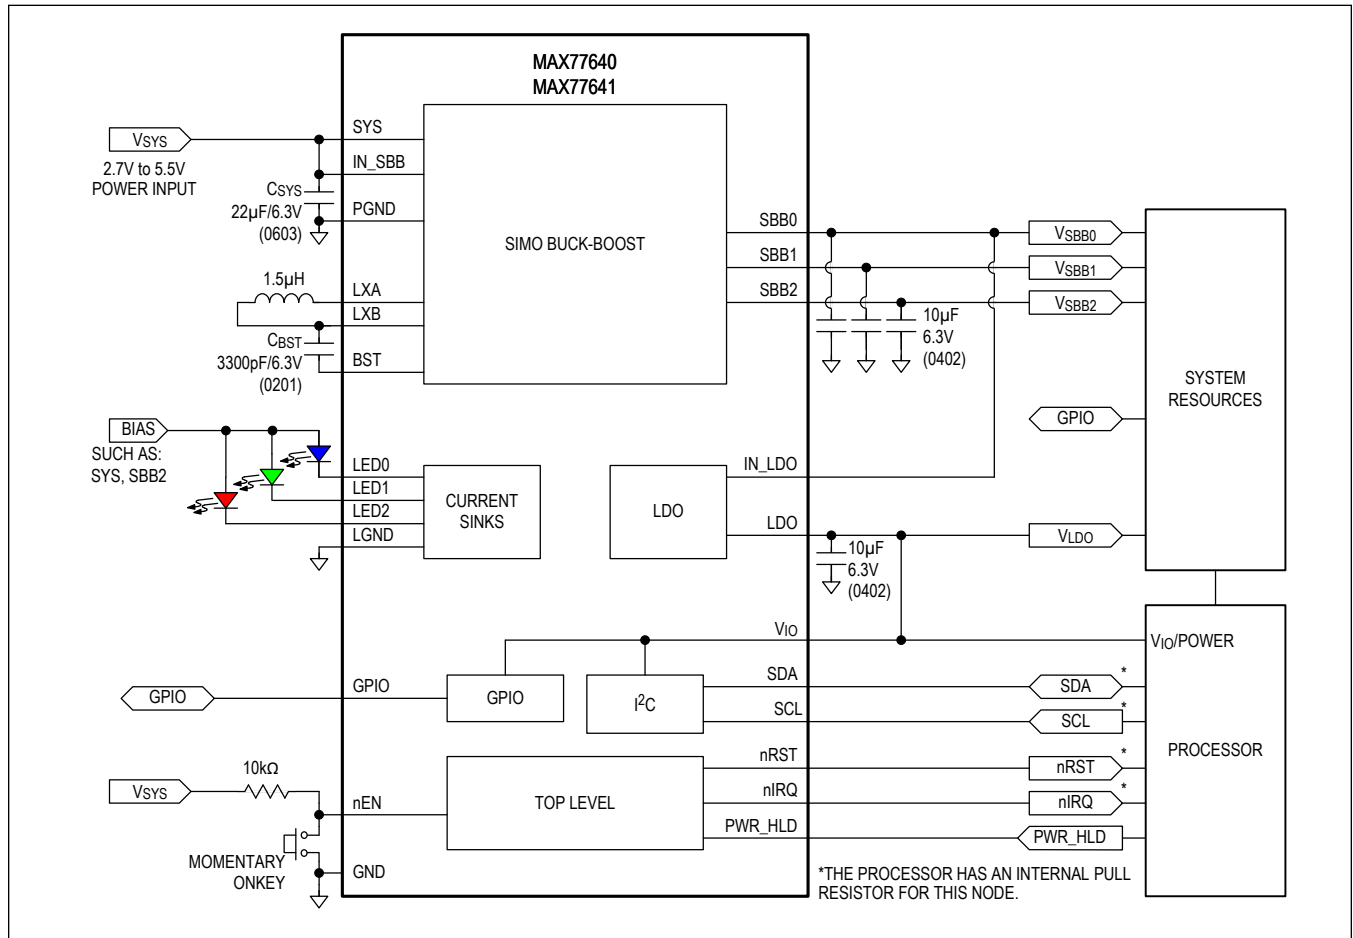 MAX77640
MAX77641
SYS
VSYS
2.7V to 5.5V
POWER INPUT
IN_SBB
CSYS
22µF/6.3V
(0603)
PGND
SIMO BUCK-BOOST
SBB0
VSBB0
SBB1
VSBB1
SBB2
VSBB2
1.5µH
LXA
LXB
CBST
3300pF/6.3V
(0201)
BST
10µF
6.3V
(0402)
SYSTEM
RESOURCES
GPIO
BIAS
SUCH AS:
SYS, SBB2
LED0
LED1
LED2
LGND
CURRENT
SINKS
LDO
IN_LDO
LDO
VLDO
10µF
6.3V
(0402)
VIO
VIO/POWER
GPIO
GPIO
GPIO
I2C
SDA
SDA
*
SCL
SCL
*
PROCESSOR
nRST
nRST
*
nIRQ
nIRQ
*
PWR_HLD
PWR_HLD
TOP LEVEL
10kΩ
VSYS
nEN
MOMENTARY
ONKEY
GND
*THE PROCESSOR HAS AN INTERNAL PULL
RESISTOR FOR THIS NODE.